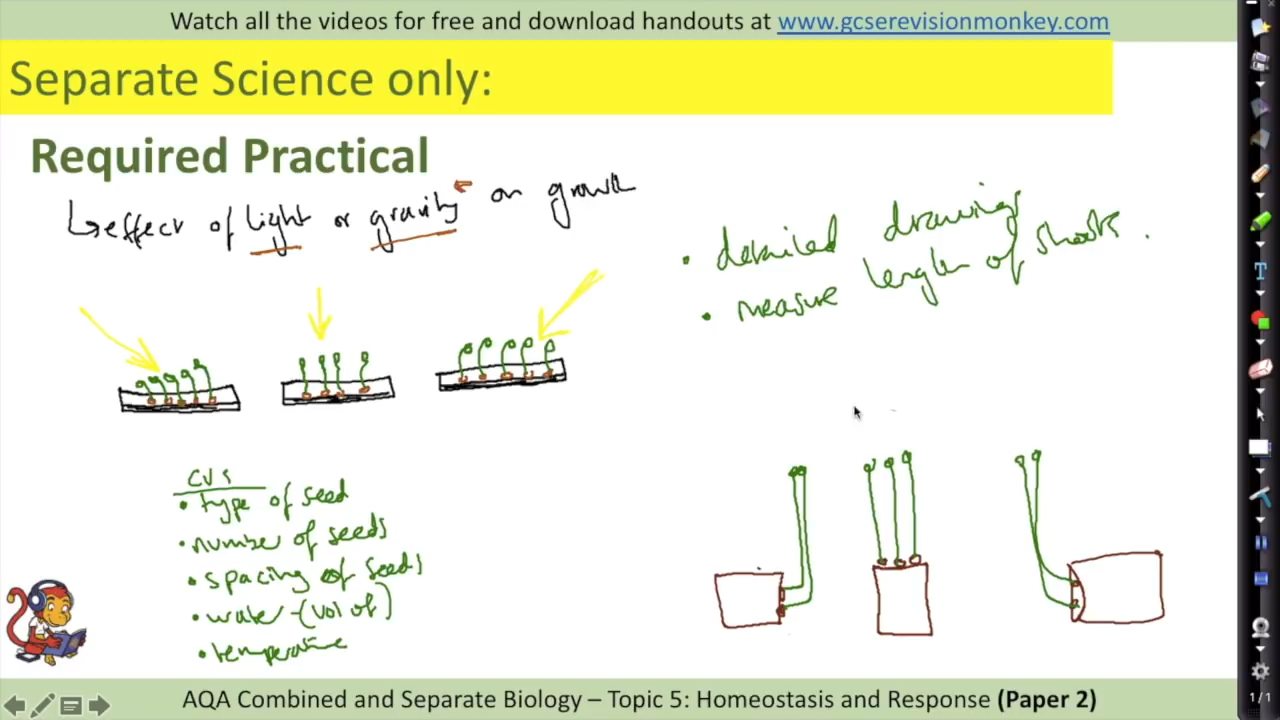 Watch all the videos for free and download handouts at www.gcserevisionmonkey.com
Separate Science only:
Required Practical
effect of light or gravity on growth
• detailed drawings
• measure length of shoots.
CVS
• type of seed
• number of seeds
• spacing of seeds
• water - (vol of)
• temperature
AQA Combined and Separate Biology – Topic 5: Homeostasis and Response (Paper 2)
1/1